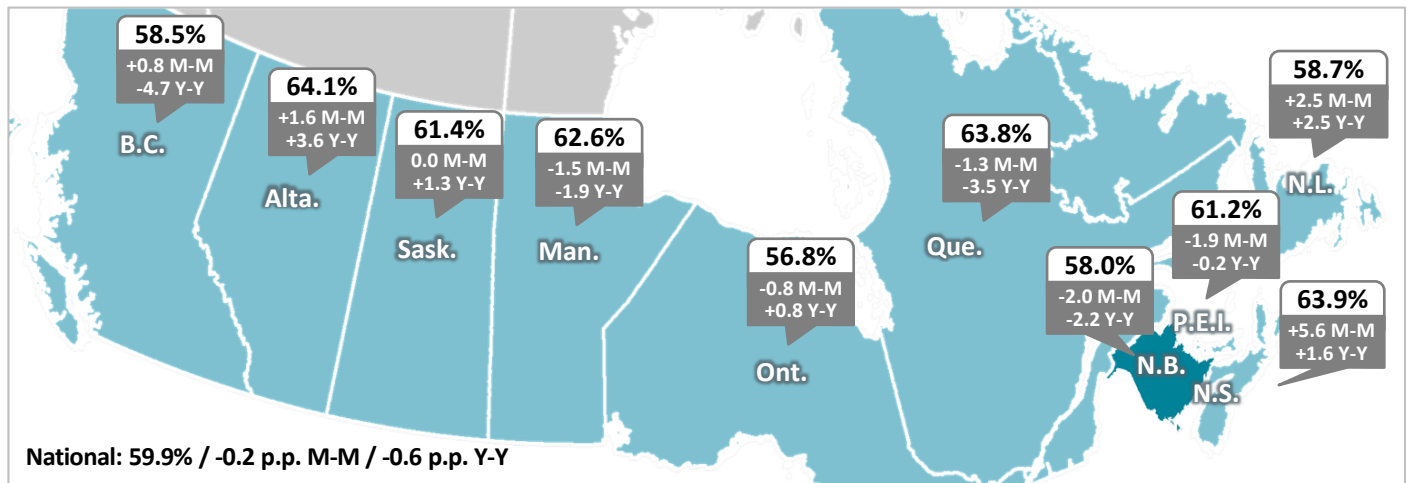 58.5%
+0.8 M-M
-4.7 Y-Y
B.C.
64.1%
+1.6 M-M
+3.6 Y-Y
Alta.
61.4%
0.0 M-M
+1.3 Y-Y
Sask.
62.6%
-1.5 M-M
-1.9 Y-Y
Man.
56.8%
-0.8 M-M
+0.8 Y-Y
Ont.
63.8%
-1.3 M-M
-3.5 Y-Y
Que.
58.0%
-2.0 M-M
-2.2 Y-Y
N.B.
61.2%
-1.9 M-M
-0.2 Y-Y
P.E.I.
58.7%
+2.5 M-M
+2.5 Y-Y
N.L.
63.9%
+5.6 M-M
+1.6 Y-Y
N.S.
National: 59.9% / -0.2 p.p. M-M / -0.6 p.p. Y-Y